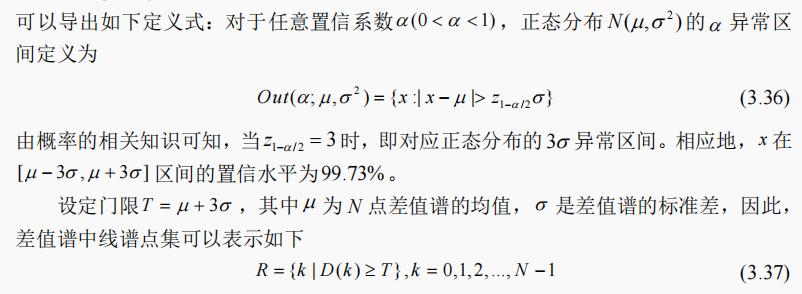 可以导出如下定义式：对于任意置信系数α(0<α<1)，正态分布N(μ,σ²)的α异常区
间定义为
Out(α;μ,σ²)={x:|x−μ|>z_{1−α/2}σ} (3.36)
由概率的相关知识可知，当z_{1−α/2}=3时，即对应正态分布的3σ异常区间。相应地，x在
[μ−3σ,μ+3σ]区间的置信水平为99.73%。
设定门限T=μ+3σ，其中μ为N点差值谱的均值，σ是差值谱的标准差，因此，
差值谱中线谱点集可以表示如下
R={k|D(k)≥T},k=0,1,2,...,N−1 (3.37)